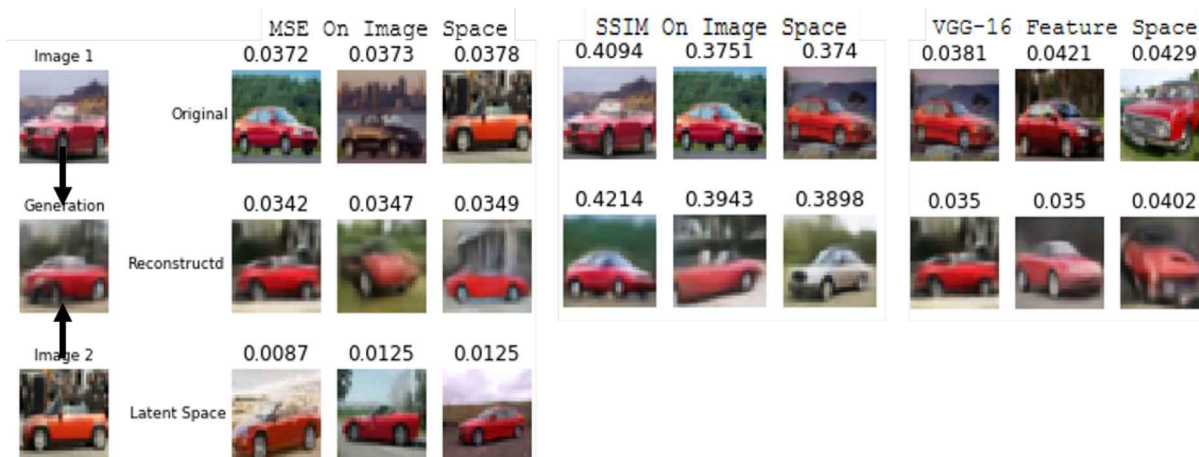 MSE On Image Space SSIM On Image Space VGG-16 Feature Space
Image 1 0.0372 0.0373 0.0378 0.4094 0.3751 0.374 0.0381 0.0421 0.0429
Original
Generation 0.0342 0.0347 0.0349 0.4214 0.3943 0.3898 0.035 0.035 0.0402
Reconstructd
Image 2 0.0087 0.0125 0.0125
Latent Space